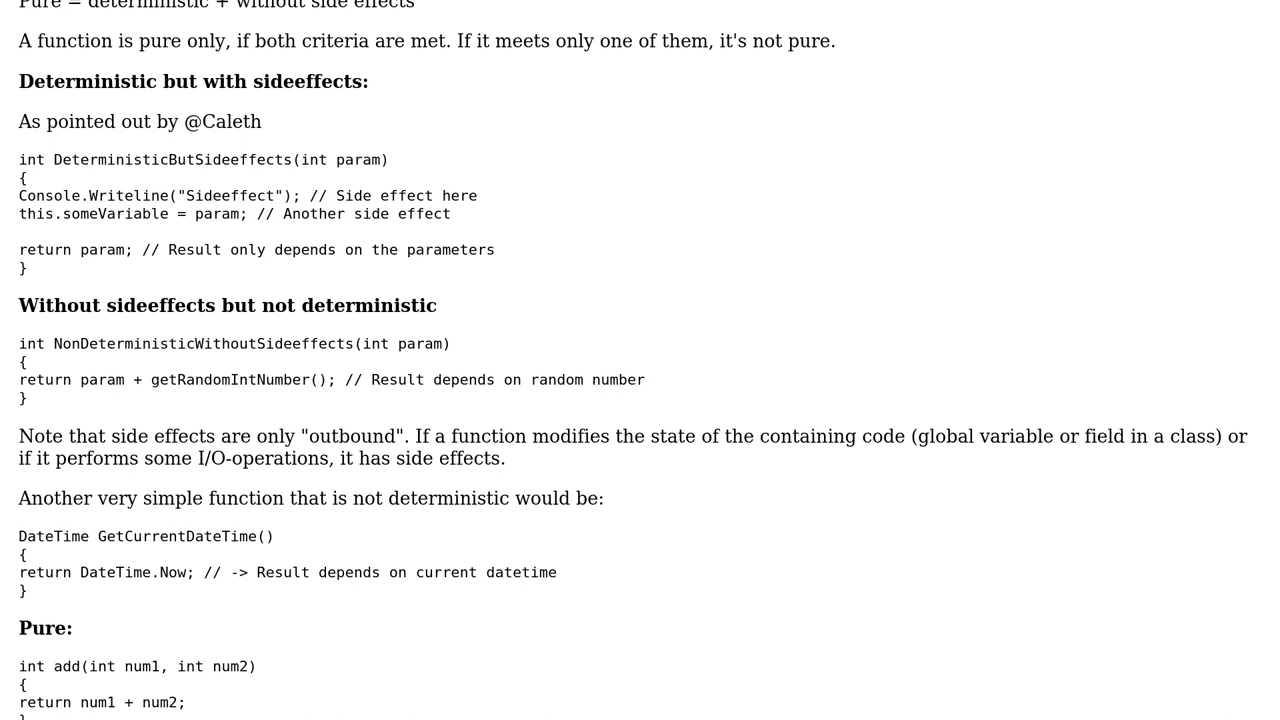 Pure = deterministic + without side effects
A function is pure only, if both criteria are met. If it meets only one of them, it's not pure.
Deterministic but with sideeffects:
As pointed out by @Caleth
int DeterministicButSideeffects(int param)
{
Console.Writeline("Sideeffect"); // Side effect here
this.someVariable = param; // Another side effect
return param; // Result only depends on the parameters
}
Without sideeffects but not deterministic
int NonDeterministicWithoutSideeffects(int param)
{
return param + getRandomIntNumber(); // Result depends on random number
}
Note that side effects are only "outbound". If a function modifies the state of the containing code (global variable or field in a class) or
if it performs some I/O-operations, it has side effects.
Another very simple function that is not deterministic would be:
DateTime GetCurrentDateTime()
{
return DateTime.Now; // -> Result depends on current datetime
}
Pure:
int add(int num1, int num2)
{
return num1 + num2;
}